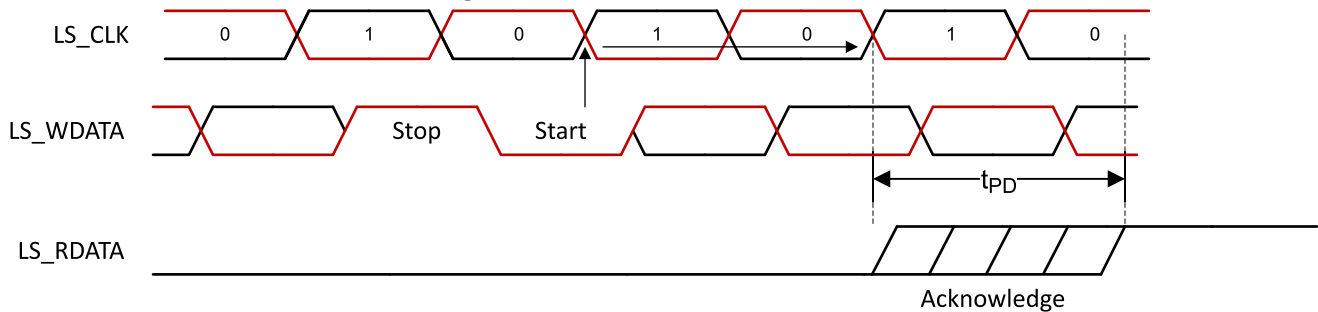 LS_CLK 0 1 0 1 0 1 0
LS_WDATA Stop Start
tPD
LS_RDATA
Acknowledge